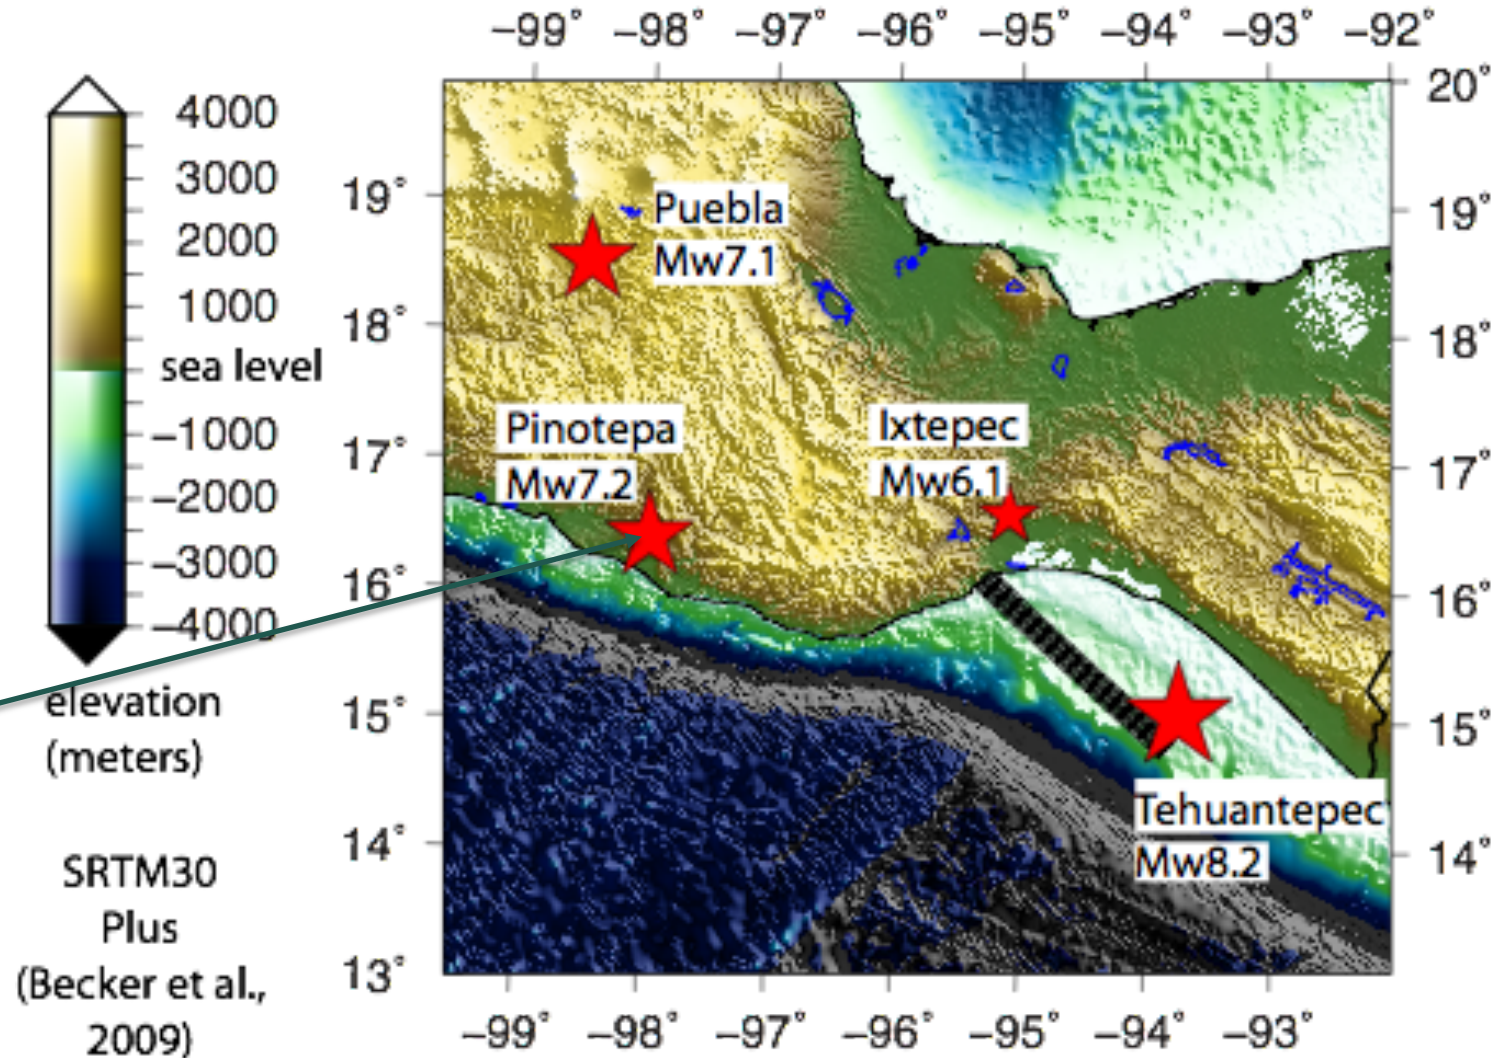 −99° −98° −97° −96° −95° −94° −93° −92°
4000
3000
2000
1000
sea level
−1000
−2000
−3000
−4000
elevation
(meters)
SRTM30
Plus
(Becker et al.,
2009)
19°
18°
17°
16°
15°
14°
13°
Puebla
Mw7.1
Pinotepa
Mw7.2
Ixtepec
Mw6.1
Tehuantepec
Mw8.2
20°
19°
18°
17°
16°
15°
14°
−99° −98° −97° −96° −95° −94° −93°